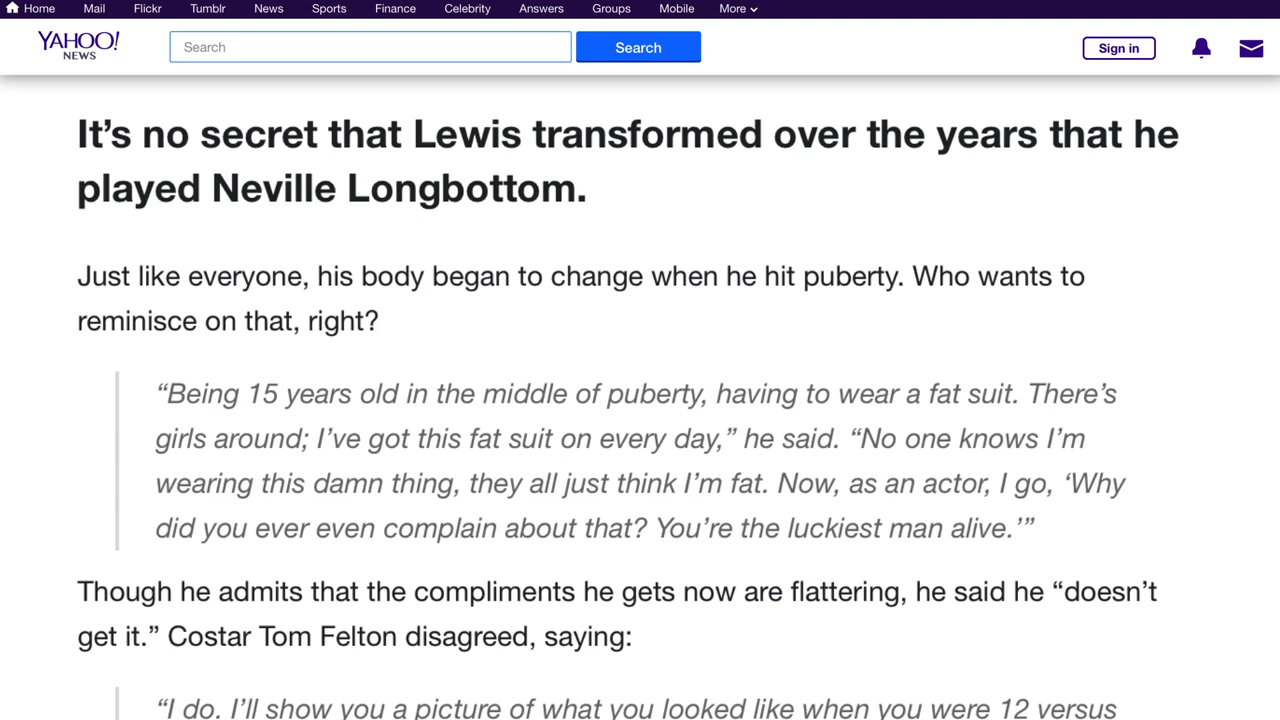 Home Mail Flickr Tumblr News Sports Finance Celebrity Answers Groups Mobile More
YAHOO!
NEWS
Search
Search
Sign in
It’s no secret that Lewis transformed over the years that he
played Neville Longbottom.
Just like everyone, his body began to change when he hit puberty. Who wants to
reminisce on that, right?
“Being 15 years old in the middle of puberty, having to wear a fat suit. There’s
girls around; I’ve got this fat suit on every day,” he said. “No one knows I’m
wearing this damn thing, they all just think I’m fat. Now, as an actor, I go, ‘Why
did you ever even complain about that? You’re the luckiest man alive.’”
Though he admits that the compliments he gets now are flattering, he said he “doesn’t
get it.” Costar Tom Felton disagreed, saying:
“I do. I’ll show you a picture of what you looked like when you were 12 versus